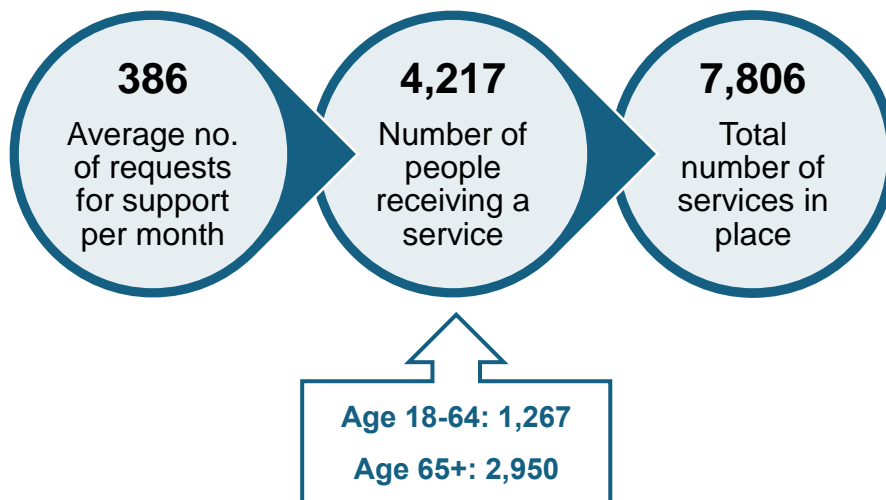 386
Average no.
of requests
for support
per month
4,217
Number of
people
receiving a
service
7,806
Total
number of
services in
place
Age 18-64: 1,267
Age 65+: 2,950